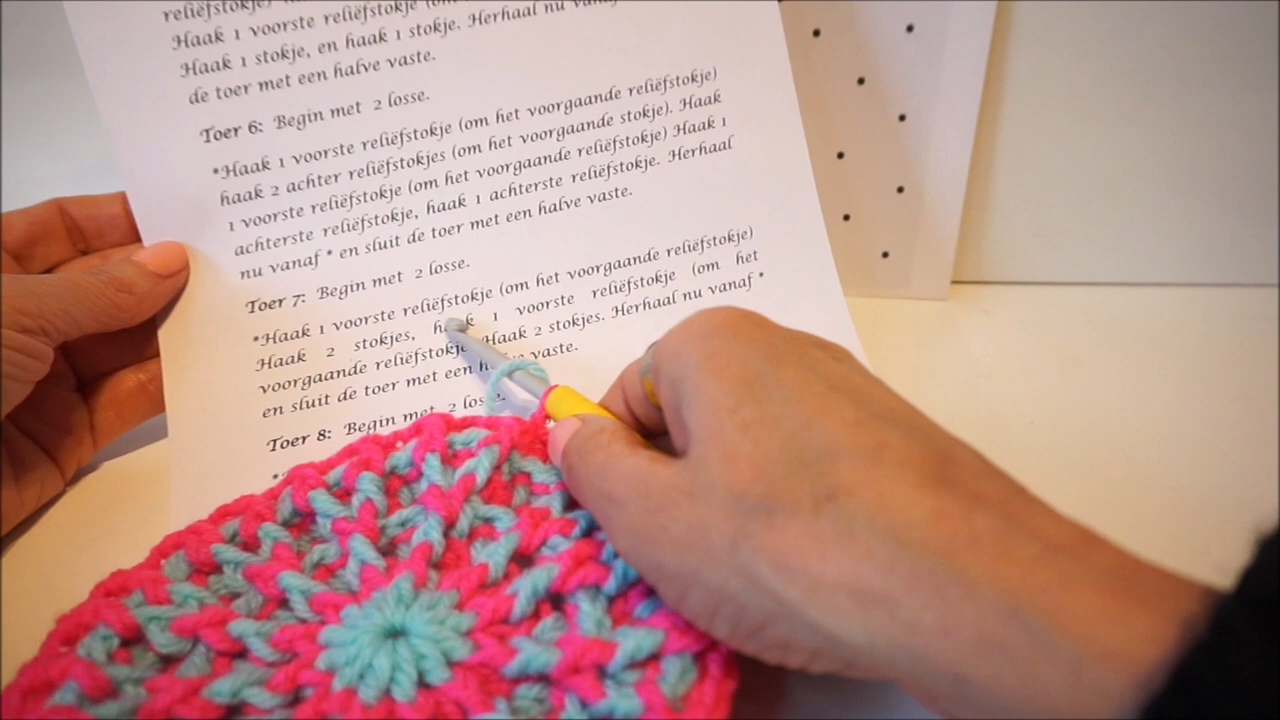 reliëfstokje)
Haak 1 voorste reliëfstokje
Haak 1 stokje, en haak 1 stokje. Herhaal nu vanaf
de toer met een halve vaste.
Toer 6: Begin met 2 losse.
*Haak 1 voorste reliëfstokje (om het voorgaande reliëfstokje)
haak 2 achter reliëfstokjes (om het voorgaande stokje). Haak
1 voorste reliëfstokje (om het voorgaande reliëfstokje) Haak 1
achterste reliëfstokje, haak 1 achterste reliëfstokje. Herhaal
nu vanaf * en sluit de toer met een halve vaste.
Toer 7: Begin met 2 losse.
*Haak 1 voorste reliëfstokje (om het voorgaande reliëfstokje)
Haak 2 stokjes, haak 1 voorste reliëfstokje (om het
voorgaande reliëfstokje Haak 2 stokjes. Herhaal nu vanaf *
en sluit de toer met een vaste.
Toer 8: Begin met 2 losse.